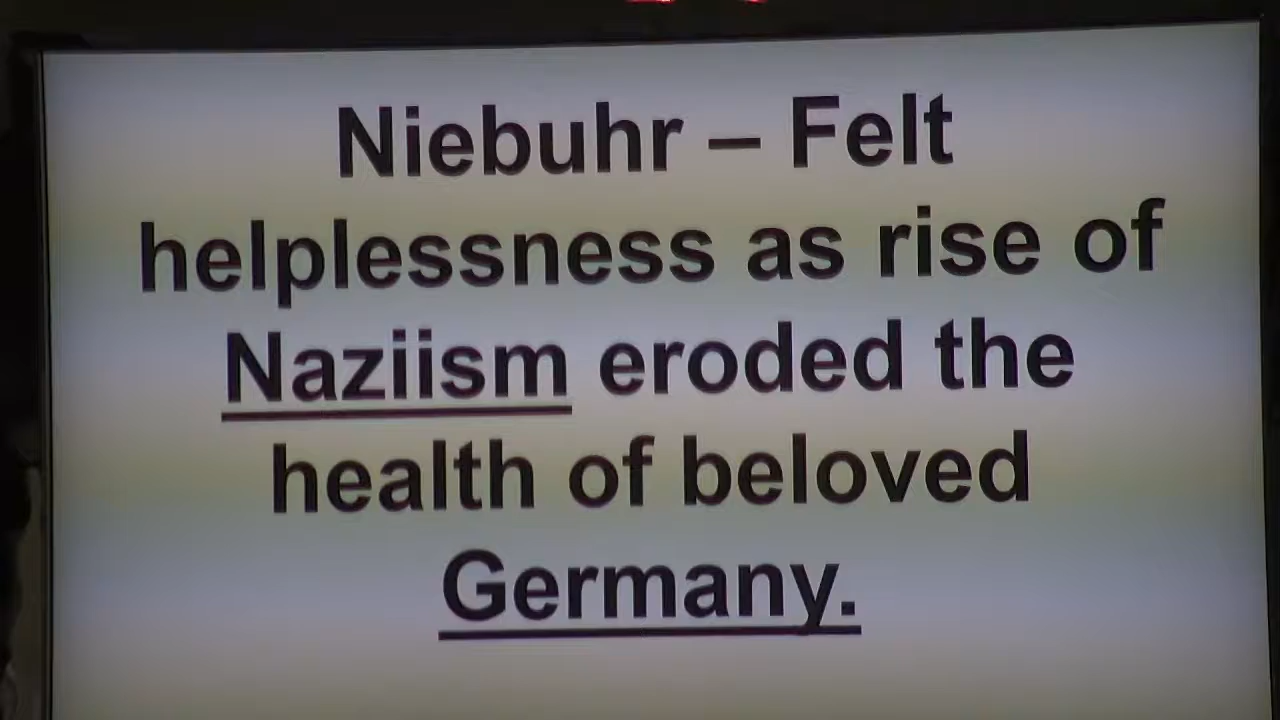 Niebuhr – Felt
helplessness as rise of
Naziism eroded the
health of beloved
Germany.